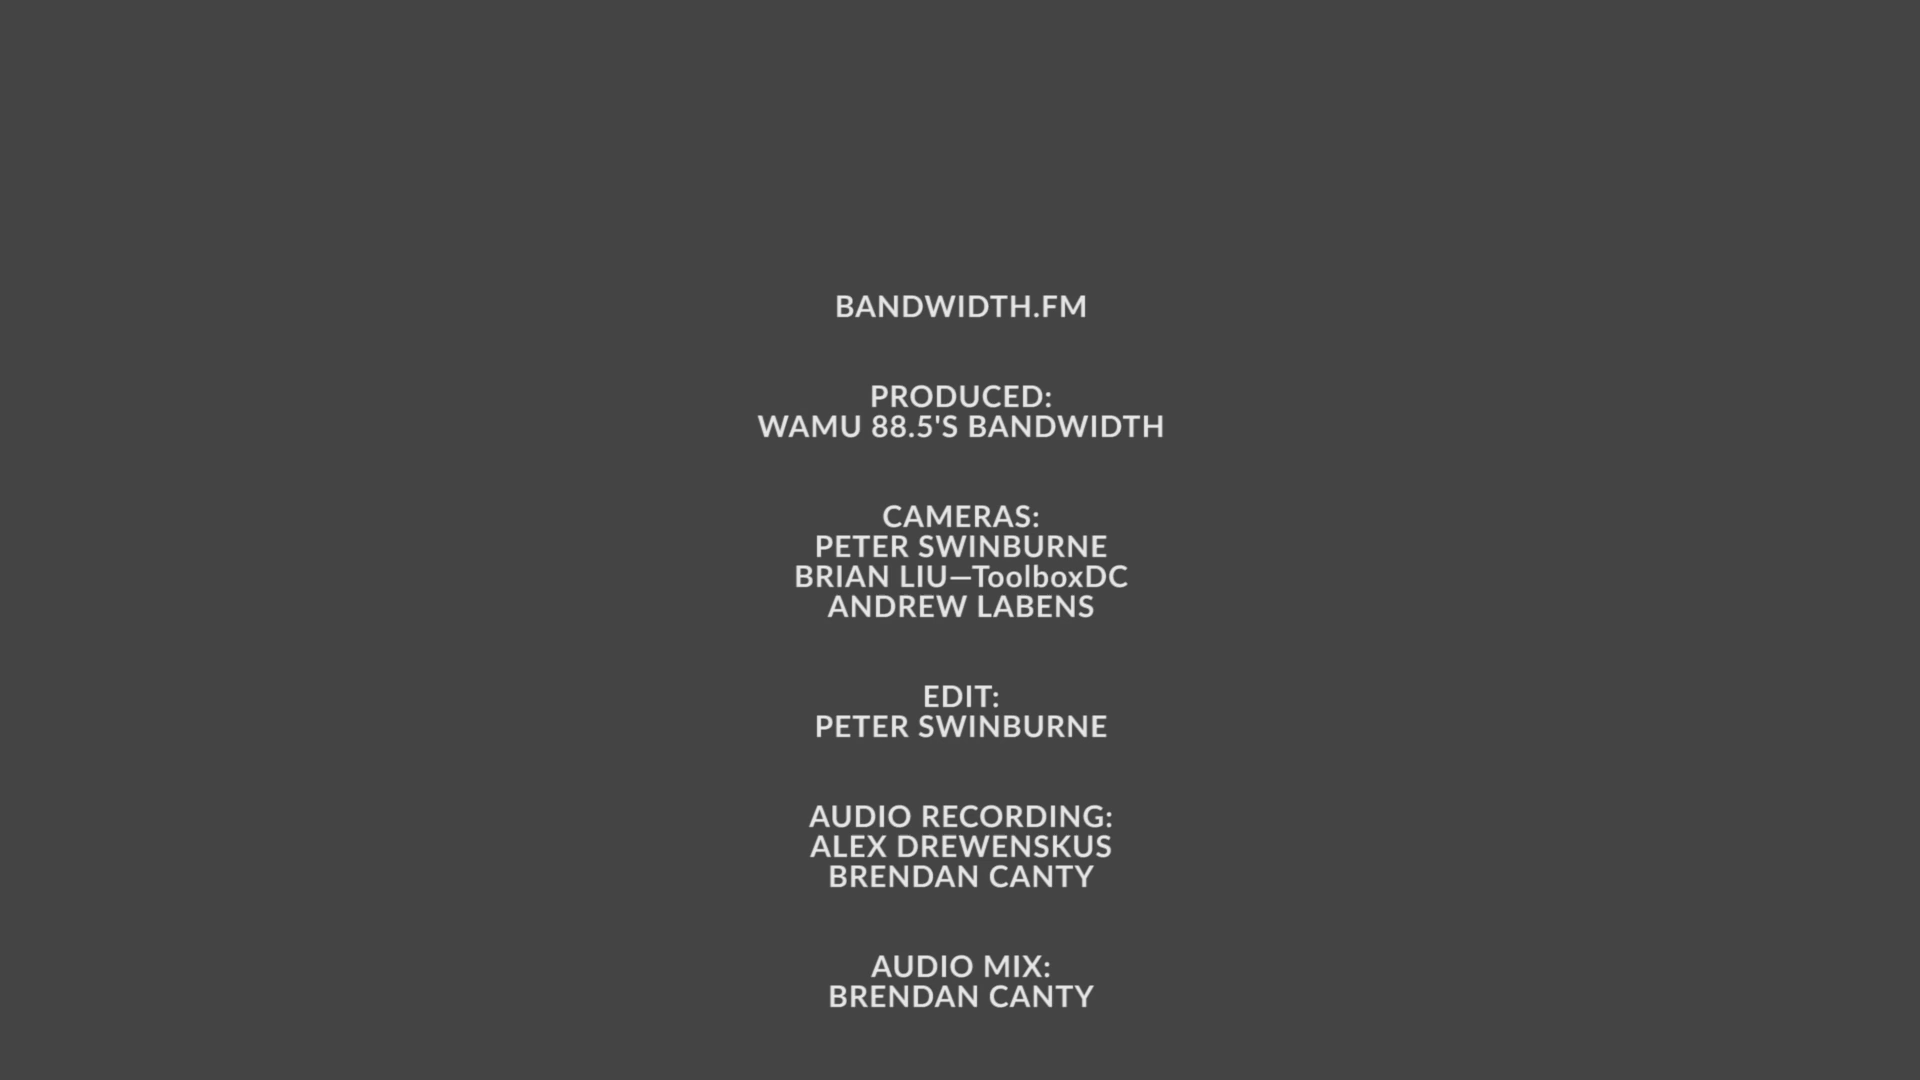 BANDWIDTH.FM
PRODUCED:
WAMU 88.5'S BANDWIDTH
CAMERAS:
PETER SWINBURNE
BRIAN LIU—ToolboxDC
ANDREW LABENS
EDIT:
PETER SWINBURNE
AUDIO RECORDING:
ALEX DREWENSKUS
BRENDAN CANTY
AUDIO MIX:
BRENDAN CANTY